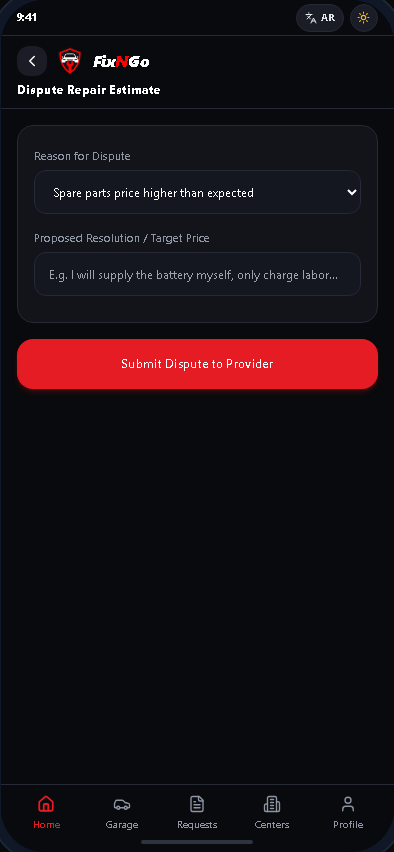 9:41
AR
FixNGo
Dispute Repair Estimate
Reason for Dispute
Spare parts price higher than expected
Proposed Resolution / Target Price
E.g. I will supply the battery myself, only charge labor...
Submit Dispute to Provider
Home
Garage
Requests
Centers
Profile